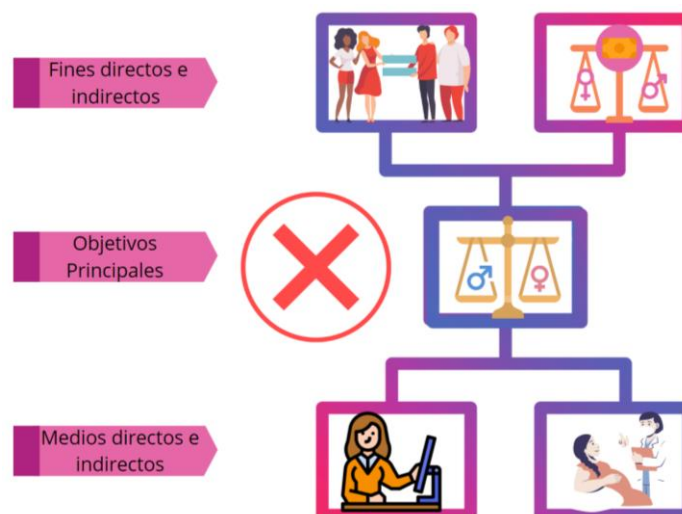 Fines directos e
indirectos
Objetivos
Principales
Medios directos e
indirectos